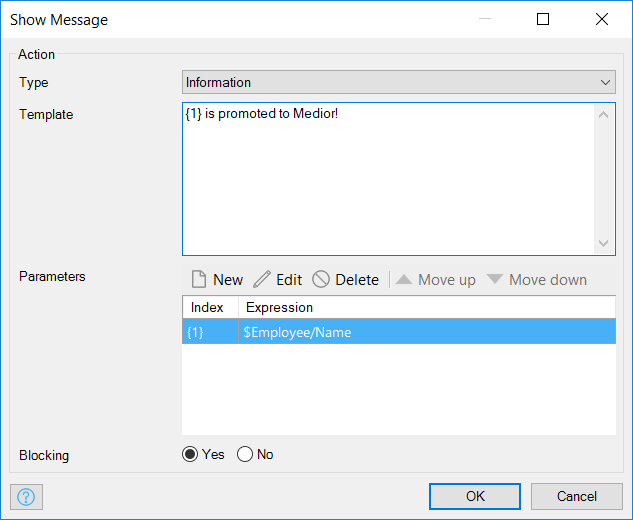 Show Message
Action
Type
Information
Template
{1} is promoted to Medior!
Parameters
New Edit Delete Move up Move down
Index Expression
{1} $Employee/Name
Blocking
Yes No
? OK Cancel